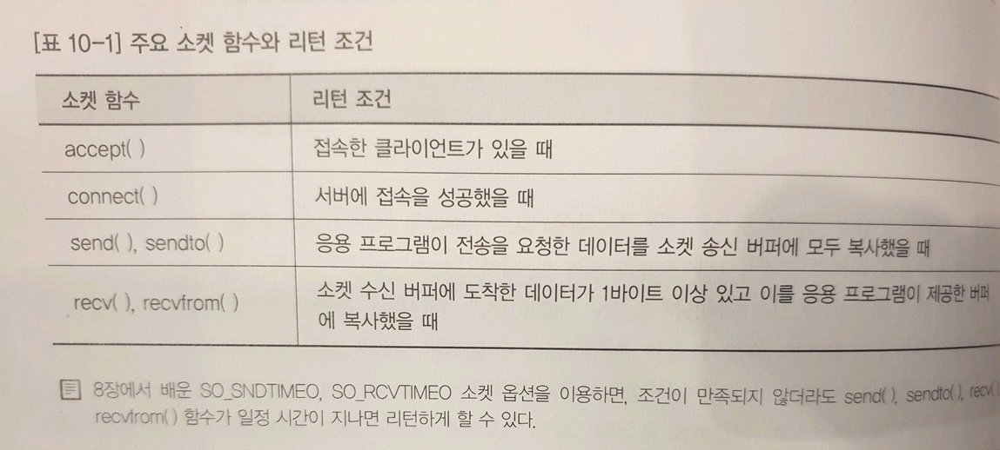 [표 10-1] 주요 소켓 함수와 리턴 조건
소켓 함수 리턴 조건
accept( ) 접속한 클라이언트가 있을 때
connect( ) 서버에 접속을 성공했을 때
send( ), sendto( ) 응용 프로그램이 전송을 요청한 데이터를 소켓 송신 버퍼에 모두 복사했을 때
recv( ), recvfrom( ) 소켓 수신 버퍼에 도착한 데이터가 1바이트 이상 있고 이를 응용 프로그램이 제공한 버퍼
에 복사했을 때
8장에서 배운 SO_SNDTIMEO, SO_RCVTIMEO 소켓 옵션을 이용하면, 조건이 만족되지 않더라도 send( ), sendto( ), recv( ),
recvfrom( ) 함수가 일정 시간이 지나면 리턴하게 할 수 있다.